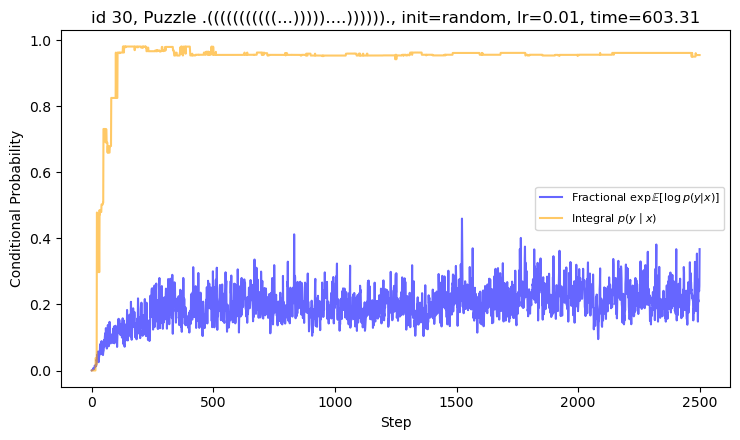 id 30, Puzzle .(((((((((((...)))))....))))))., init=random, lr=0.01, time=603.31
1.0
0.8
0.6
0.4
0.2
0.0
Conditional Probability
Fractional exp𝔼[log p(y|x)]
Integral p(y | x)
0
500
1000
1500
2000
2500
Step